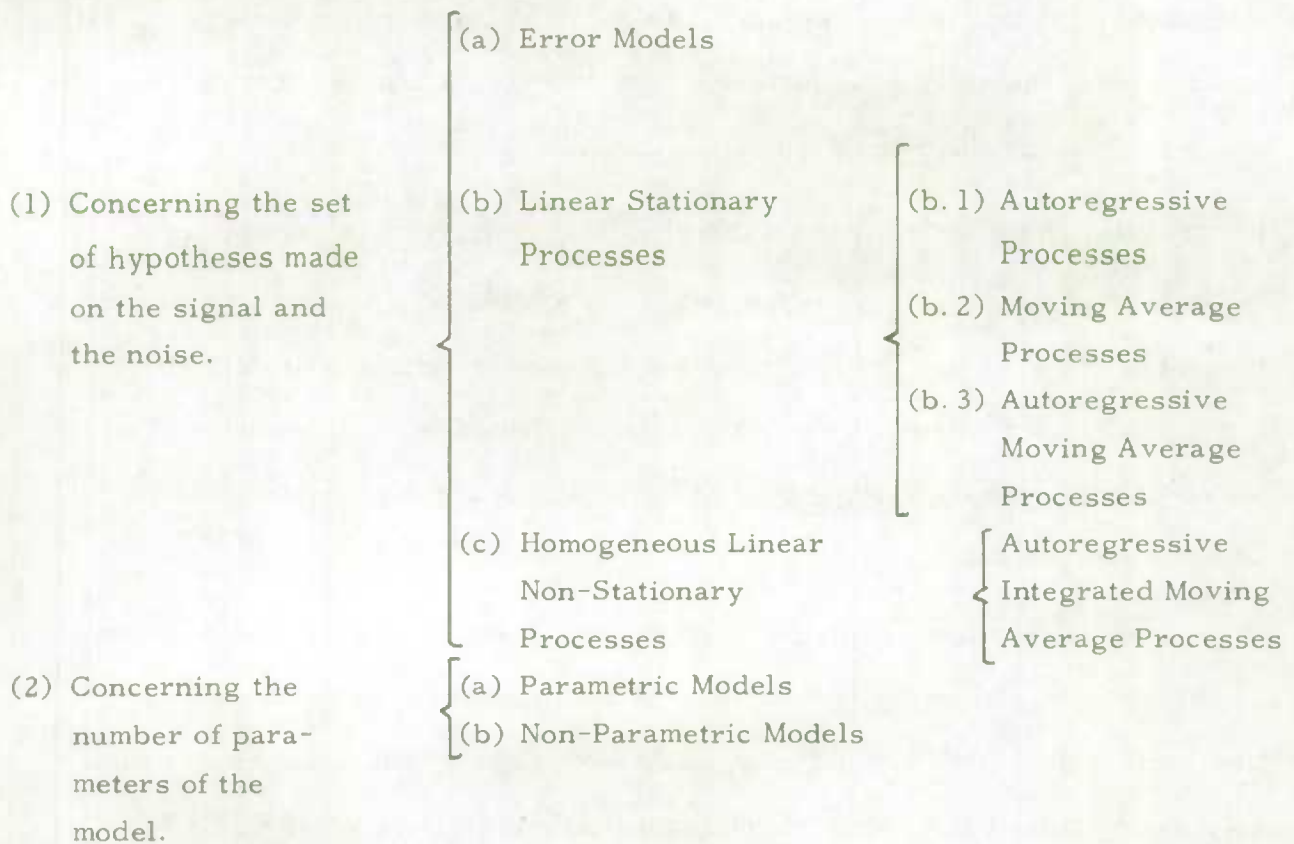 (a) Error Models
(1) Concerning the set
of hypotheses made
on the signal and
the noise.
(b) Linear Stationary
Processes
(b. 1) Autoregressive
Processes
(b. 2) Moving Average
Processes
(b. 3) Autoregressive
Moving Average
Processes
(c) Homogeneous Linear
Non-Stationary
Processes
Autoregressive
Integrated Moving
Average Processes
(2) Concerning the
number of para-
meters of the
model.
(a) Parametric Models
(b) Non-Parametric Models